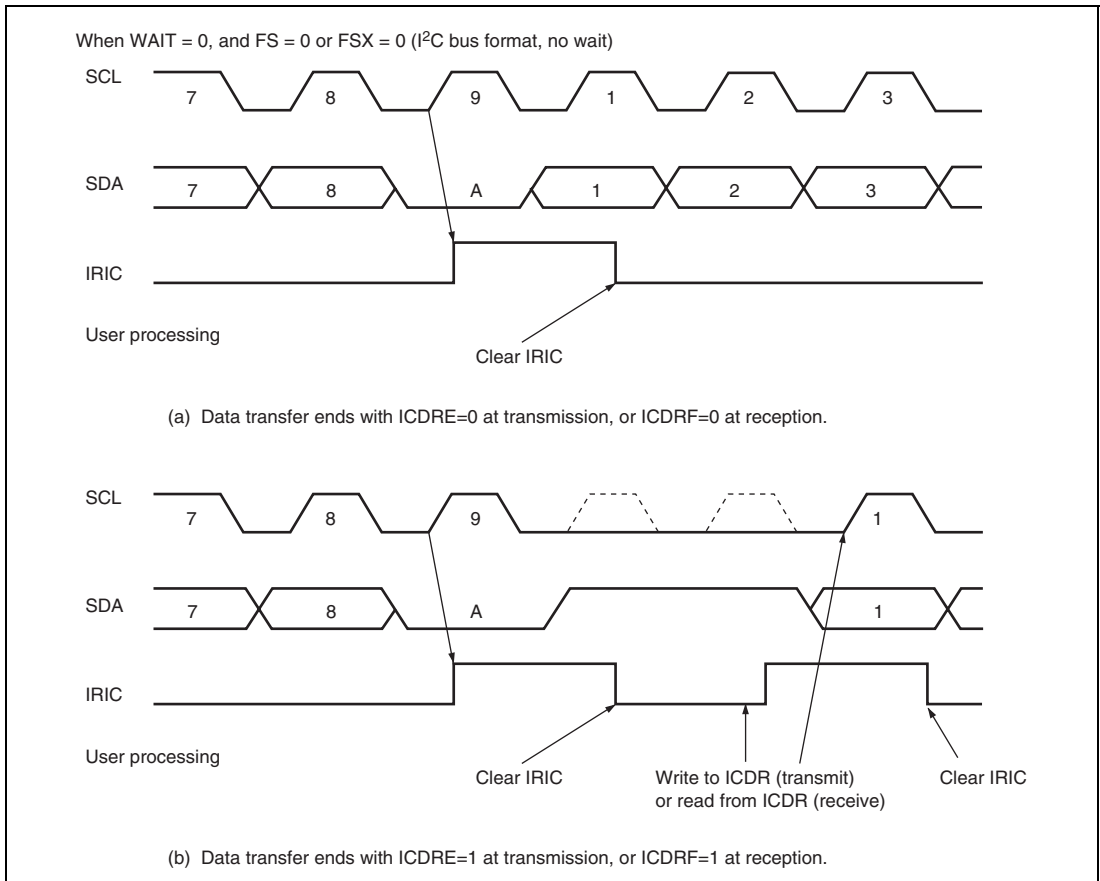 When WAIT = 0, and FS = 0 or FSX = 0 (I²C bus format, no wait)
SCL
7 8 9 1 2 3
SDA
7 8 A 1 2 3
IRIC
User processing
Clear IRIC
(a) Data transfer ends with ICDRE=0 at transmission, or ICDRF=0 at reception.
SCL
7 8 9 1
SDA
7 8 A 1
IRIC
User processing
Clear IRIC
Write to ICDR (transmit)
or read from ICDR (receive)
Clear IRIC
(b) Data transfer ends with ICDRE=1 at transmission, or ICDRF=1 at reception.